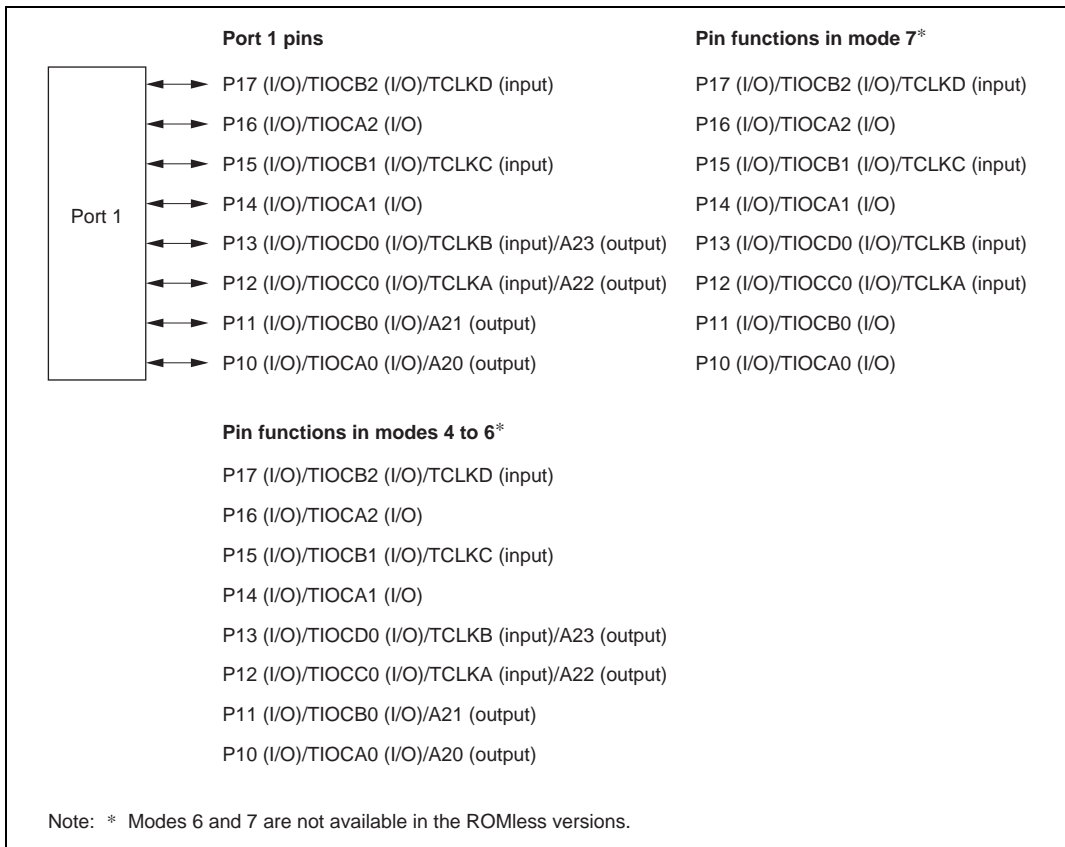 Port 1 pins
Pin functions in mode 7*
Port 1
P17 (I/O)/TIOCB2 (I/O)/TCLKD (input)
P17 (I/O)/TIOCB2 (I/O)/TCLKD (input)
P16 (I/O)/TIOCA2 (I/O)
P16 (I/O)/TIOCA2 (I/O)
P15 (I/O)/TIOCB1 (I/O)/TCLKC (input)
P15 (I/O)/TIOCB1 (I/O)/TCLKC (input)
P14 (I/O)/TIOCA1 (I/O)
P14 (I/O)/TIOCA1 (I/O)
P13 (I/O)/TIOCD0 (I/O)/TCLKB (input)/A23 (output)
P13 (I/O)/TIOCD0 (I/O)/TCLKB (input)
P12 (I/O)/TIOCC0 (I/O)/TCLKA (input)/A22 (output)
P12 (I/O)/TIOCC0 (I/O)/TCLKA (input)
P11 (I/O)/TIOCB0 (I/O)/A21 (output)
P11 (I/O)/TIOCB0 (I/O)
P10 (I/O)/TIOCA0 (I/O)/A20 (output)
P10 (I/O)/TIOCA0 (I/O)
Pin functions in modes 4 to 6*
P17 (I/O)/TIOCB2 (I/O)/TCLKD (input)
P16 (I/O)/TIOCA2 (I/O)
P15 (I/O)/TIOCB1 (I/O)/TCLKC (input)
P14 (I/O)/TIOCA1 (I/O)
P13 (I/O)/TIOCD0 (I/O)/TCLKB (input)/A23 (output)
P12 (I/O)/TIOCC0 (I/O)/TCLKA (input)/A22 (output)
P11 (I/O)/TIOCB0 (I/O)/A21 (output)
P10 (I/O)/TIOCA0 (I/O)/A20 (output)
Note: * Modes 6 and 7 are not available in the ROMless versions.